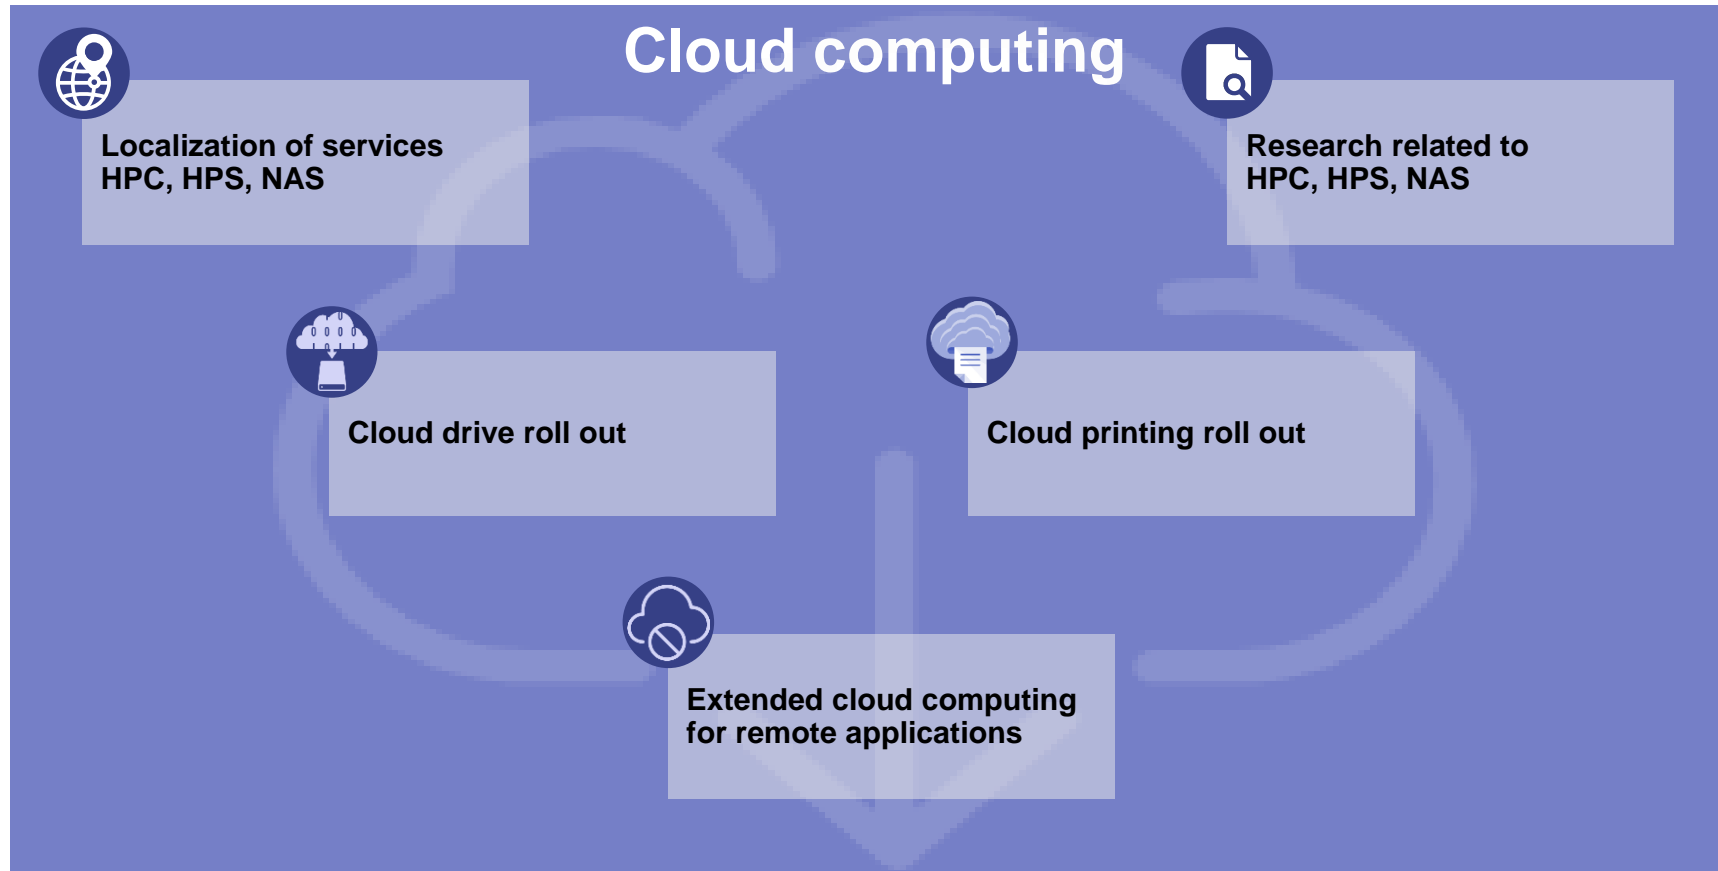 Cloud computing
Localization of services
HPC, HPS, NAS
Research related to
HPC, HPS, NAS
Cloud drive roll out
Cloud printing roll out
Extended cloud computing
for remote applications